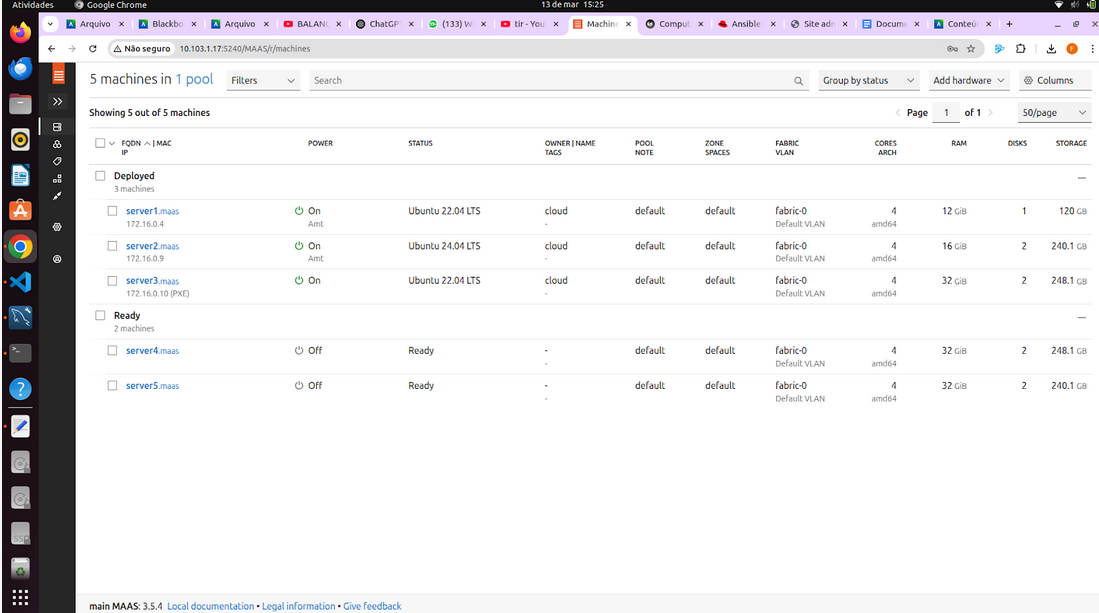 Atividades Google Chrome 13 de mar 15:25
Arquivo Blackbo Arquivo BALANC ChatGP (133) W tir - You Machin Comput Ansible Site adn Docume Conteú
Não seguro 10.103.1.17:5240/MAAS/r/machines
5 machines in 1 pool Filters Search Group by status Add hardware Columns
Showing 5 out of 5 machines Page 1 of 1 50/page
FQDN | MAC POWER STATUS OWNER | NAME POOL ZONE FABRIC CORES RAM DISKS STORAGE
IP TAGS NOTE SPACES VLAN ARCH
Deployed
3 machines
server1.maas On Ubuntu 22.04 LTS cloud default default fabric-0 4 12 GiB 1 120 GB
172.16.0.4 Amt - Default VLAN amd64
server2.maas On Ubuntu 24.04 LTS cloud default default fabric-0 4 16 GiB 2 240.1 GB
172.16.0.9 Amt - Default VLAN amd64
server3.maas On Ubuntu 22.04 LTS cloud default default fabric-0 4 32 GiB 2 248.1 GB
172.16.0.10 (PXE) - Default VLAN amd64
Ready
2 machines
server4.maas Off Ready - default default fabric-0 4 32 GiB 2 248.1 GB
- Default VLAN amd64
server5.maas Off Ready - default default fabric-0 4 32 GiB 2 240.1 GB
- Default VLAN amd64
main MAAS: 3.5.4 Local documentation • Legal information • Give feedback